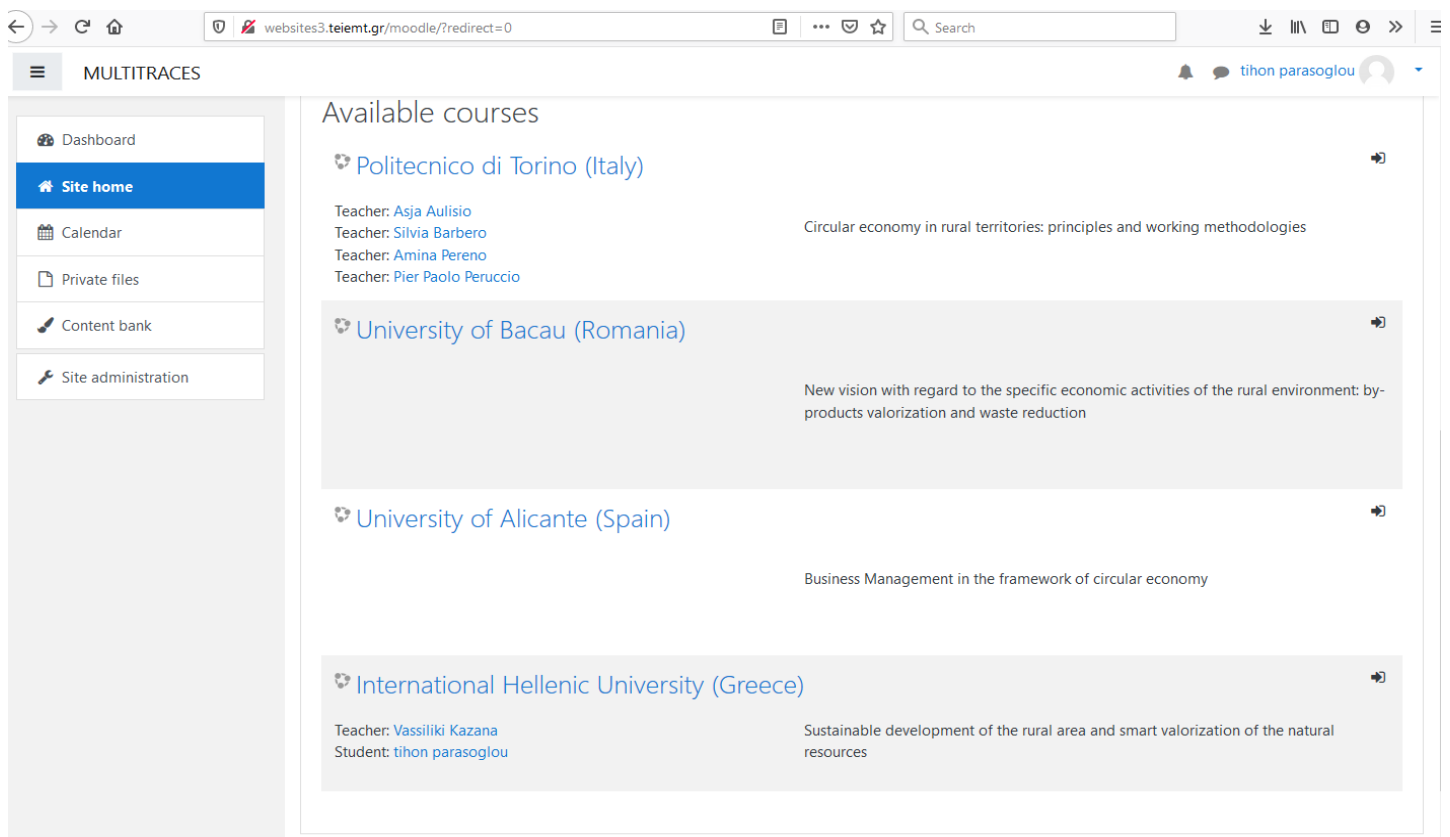 websites3.teiemt.gr/moodle/?redirect=0
Search
MULTITRACES
tihon parasoglou
Dashboard
Site home
Calendar
Private files
Content bank
Site administration
Available courses
Politecnico di Torino (Italy)
Teacher: Asja Aulisio
Teacher: Silvia Barbero
Teacher: Amina Pereno
Teacher: Pier Paolo Peruccio
Circular economy in rural territories: principles and working methodologies
University of Bacau (Romania)
New vision with regard to the specific economic activities of the rural environment: by-
products valorization and waste reduction
University of Alicante (Spain)
Business Management in the framework of circular economy
International Hellenic University (Greece)
Teacher: Vassiliki Kazana
Student: tihon parasoglou
Sustainable development of the rural area and smart valorization of the natural
resources